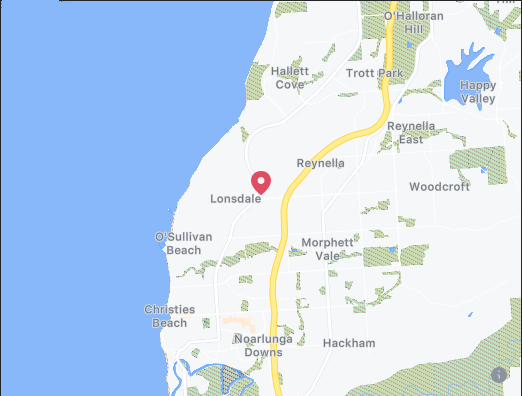 O'Halloran
Hill
Hallett
Cove
Trott Park
Happy
Valley
Reynella
East
Reynella
Woodcroft
Lonsdale
O'Sullivan
Beach
Morphett
Vale
Christies
Beach
Noarlunga
Downs
Hackham
i